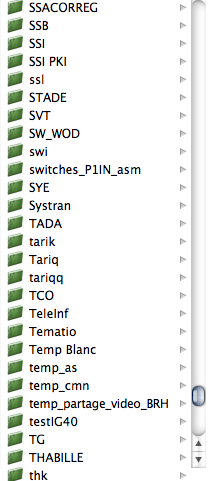 SSACORREG
SSB
SSI
SSI PKI
ssl
STADE
SVT
SW_WOD
swi
switches_P1IN_asm
SYE
Systran
TADA
tarik
Tariq
tariqq
TCO
TeleInf
Tematio
Temp Blanc
temp_as
temp_cmn
temp_partage_video_BRH
testIG40
TG
THABILLE
thk